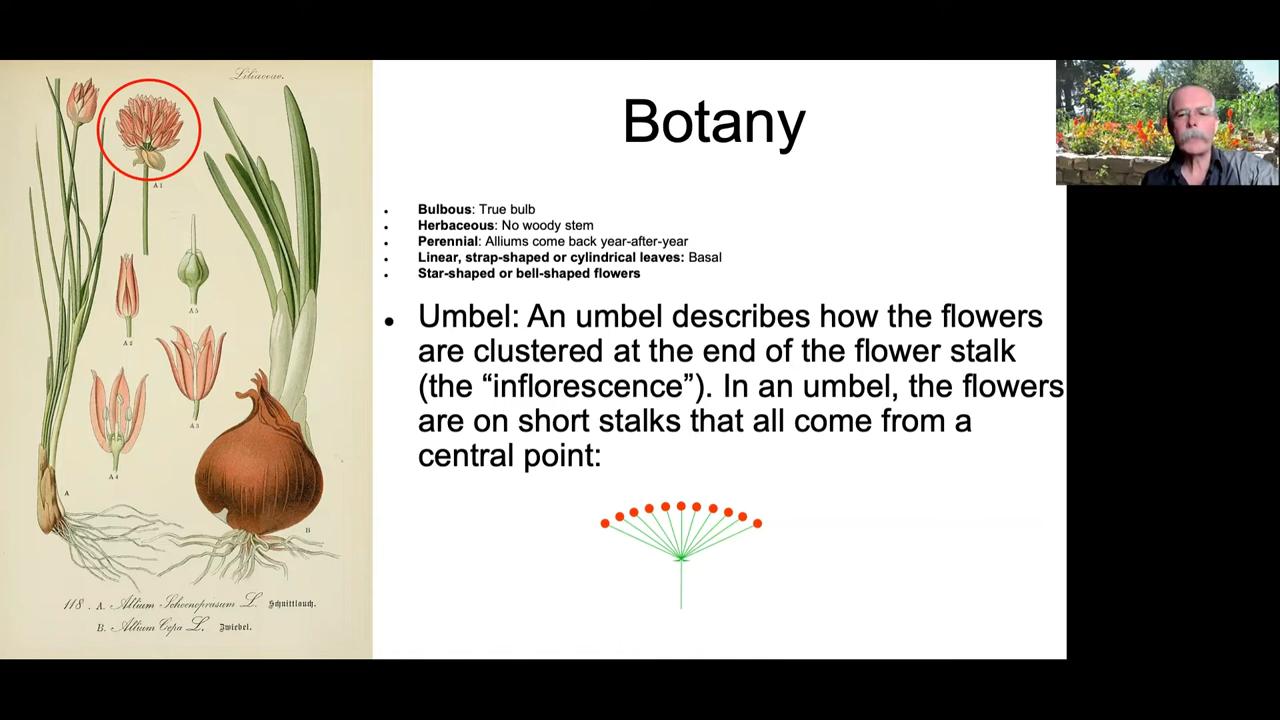 Liliaceae.
A1
A2
A5
A3
A4
A
B
118. A. Allium Schoenoprasum L. Schnittlauch.
B. Allium Cepa L. Zwiebel.
Botany
• Bulbous: True bulb
• Herbaceous: No woody stem
• Perennial: Alliums come back year-after-year
• Linear, strap-shaped or cylindrical leaves: Basal
• Star-shaped or bell-shaped flowers
• Umbel: An umbel describes how the flowers
are clustered at the end of the flower stalk
(the “inflorescence”). In an umbel, the flowers
are on short stalks that all come from a
central point: